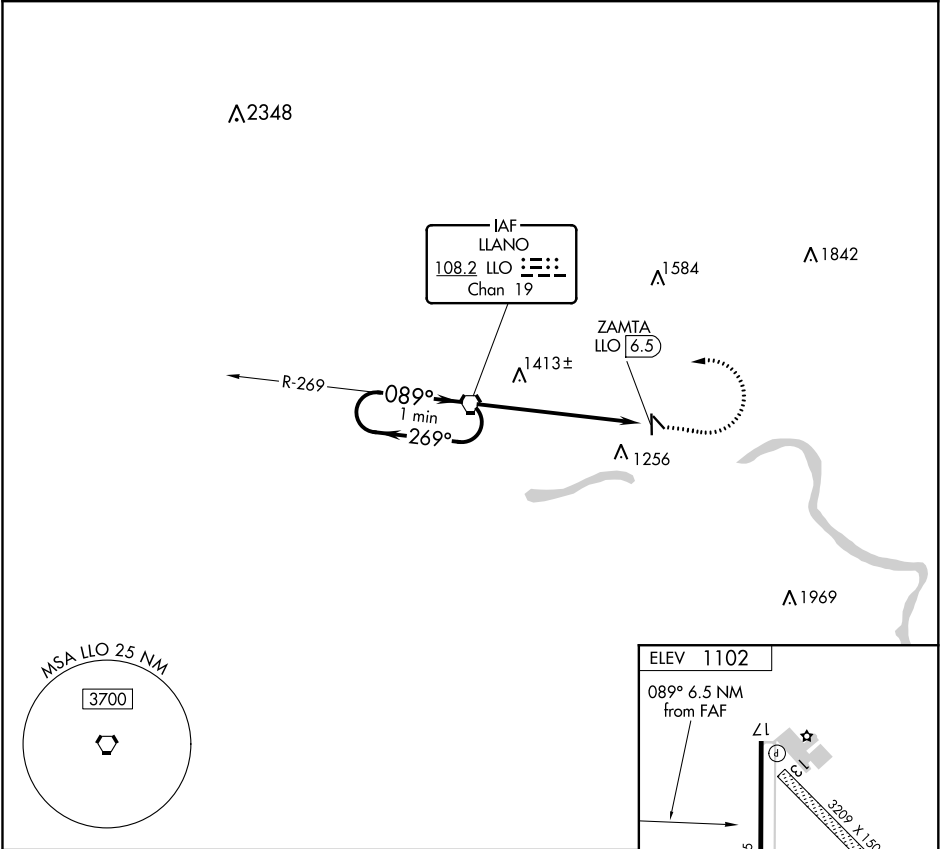 2348
IAF
LLANO
108.2 LLO
Chan 19
1842
1584
ZAMTA
LLO 6.5
1413±
R-269
089°
1 min
269°
1256
1969
MSA LLO 25 NM
3700
ELEV 1102
089° 6.5 NM
from FAF
17
P
13
3209 X 150